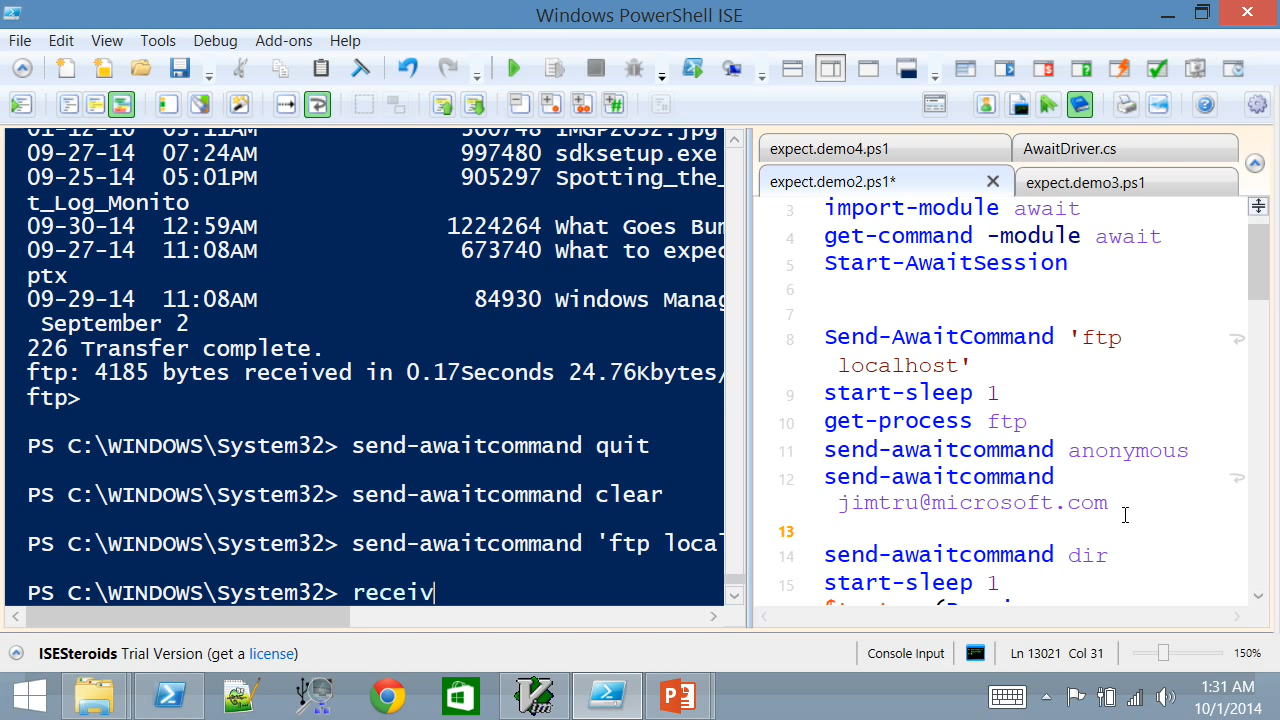 Windows PowerShell ISE
File Edit View Tools Debug Add-ons Help
01-12-10 03:11AM 300748 IMGP2032.jpg
09-27-14 07:24AM 997480 sdksetup.exe
09-25-14 05:01PM 905297 Spotting_the_
t_Log_Monito
09-30-14 12:59AM 1224264 What Goes Bum
09-27-14 11:08AM 673740 What to expec
ptx
09-29-14 11:08AM 84930 Windows Manag
September 2
226 Transfer complete.
ftp: 4185 bytes received in 0.17Seconds 24.76Kbytes/
ftp>
PS C:\WINDOWS\System32> send-awaitcommand quit
PS C:\WINDOWS\System32> send-awaitcommand clear
PS C:\WINDOWS\System32> send-awaitcommand 'ftp local
PS C:\WINDOWS\System32> receiv
expect.demo4.ps1 AwaitDriver.cs
expect.demo2.ps1* expect.demo3.ps1
3 import-module await
4 get-command -module await
5 Start-AwaitSession
6
7
8 Send-AwaitCommand 'ftp
localhost'
9 start-sleep 1
10 get-process ftp
11 send-awaitcommand anonymous
12 send-awaitcommand
jimtru@microsoft.com
13
14 send-awaitcommand dir
15 start-sleep 1
ISESteroids Trial Version (get a license) Console Input Ln 13021 Col 31 150%
1:31 AM
10/1/2014